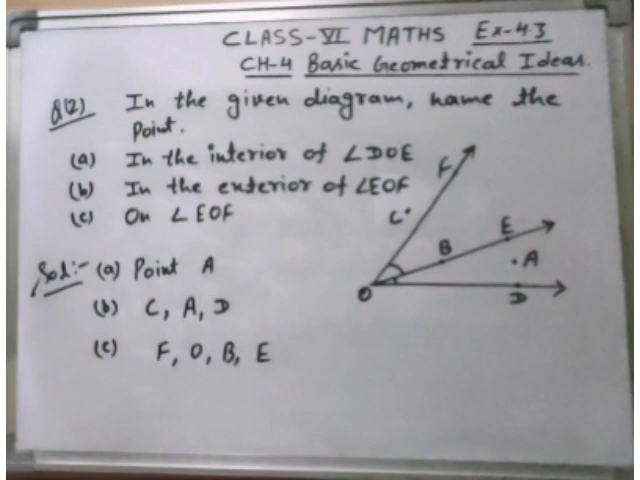 CLASS-VI MATHS Ex-4.3
CH-4 Basic Geometrical Ideas.
Q(2) In the given diagram, name the
Point.
(a) In the interior of ∠DOE
(b) In the exterior of ∠EOF
(c) On ∠EOF
Sol:- (a) Point A
(b) C, A, D
(c) F, O, B, E
F
C
E
B
A
O
D